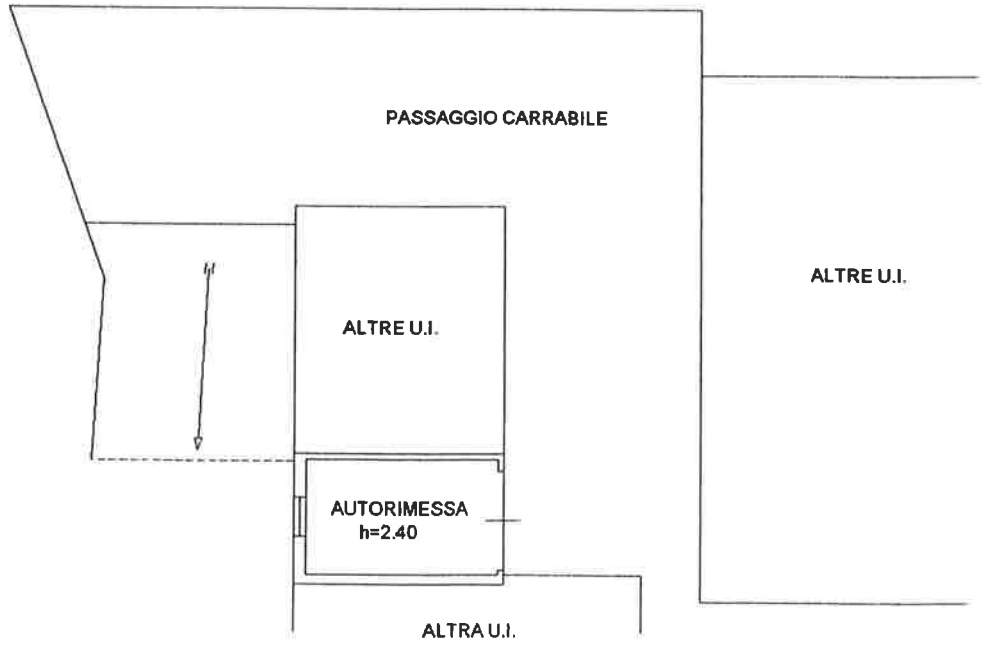 PASSAGGIO CARRABILE
ALTRE U.I.
ALTRE U.I.
AUTORIMESSA
h=2.40
ALTRA U.I.